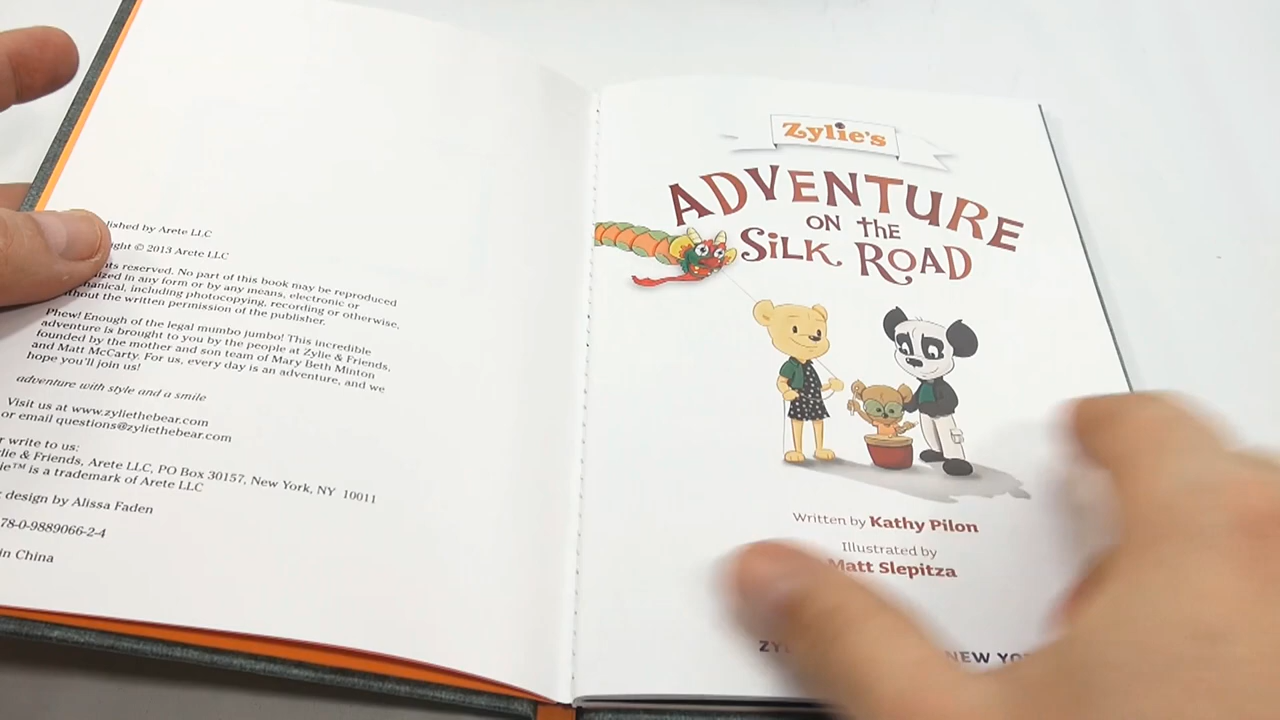 lished by Arete LLC
ght © 2013 Arete LLC
ts reserved. No part of this book may be reproduced
ized in any form or by any means, electronic or
hanical, including photocopying, recording or otherwise,
thout the written permission of the publisher.
Phew! Enough of the legal mumbo jumbo! This incredible
adventure is brought to you by the people at Zylie & Friends,
founded by the mother and son team of Mary Beth Minton
and Matt McCarty. For us, every day is an adventure, and we
hope you'll join us!
adventure with style and a smile
Visit us at www.zyliethebear.com
or email questions@zyliethebear.com
r write to us:
lie & Friends, Arete LLC, PO Box 30157, New York, NY 10011
ie™ is a trademark of Arete LLC
design by Alissa Faden
78-0-9889066-2-4
in China
Zylie's
ADVENTURE
ON the
SILK ROAD
Written by Kathy Pilon
Illustrated by
Matt Slepitza
NEW